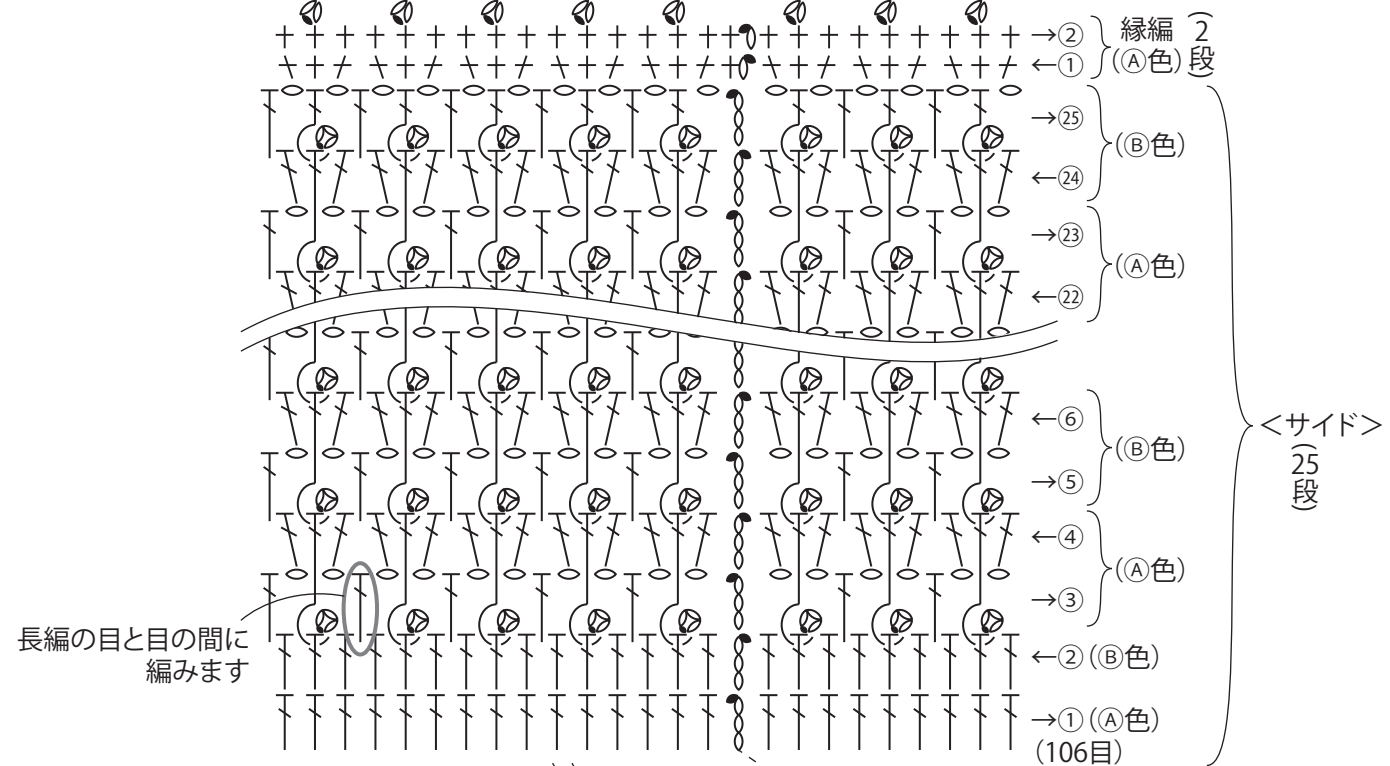 →② 縁編 (2段)
←① (Ⓐ色)
→㉕
(Ⓑ色)
←㉔
→㉓
(Ⓐ色)
←㉒
←⑥
(Ⓑ色)
→⑤
←④
(Ⓐ色)
→③
←② (Ⓑ色)
→① (Ⓐ色)
(106目)
<サイド>
(25段)
長編の目と目の間に
編みます